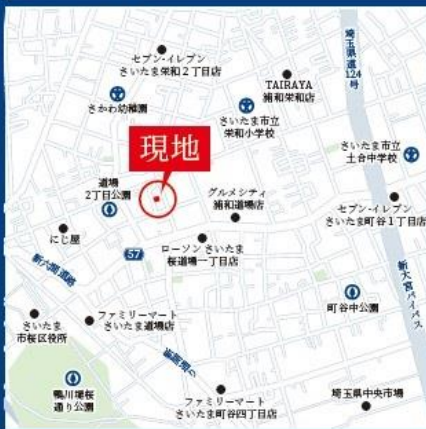 セブン-イレブン
さいたま栄和２丁目店
埼玉県道124号
TAIRAYA
浦和栄和店
さかわ幼稚園
さいたま市立
栄和小学校
さいたま市立
土合中学校
現地
道場
2丁目公園
グルメシティ
浦和道場店
セブン-イレブン
さいたま町谷１丁目店
にじ屋
57
ローソン さいたま
桜道場一丁目店
新大宮バイパス
町谷中公園
さいたま
市桜区役所
ファミリーマート
さいたま道場店
鴨川堤桜
通り公園
ファミリーマート
さいたま町谷四丁目店
埼玉県中央市場